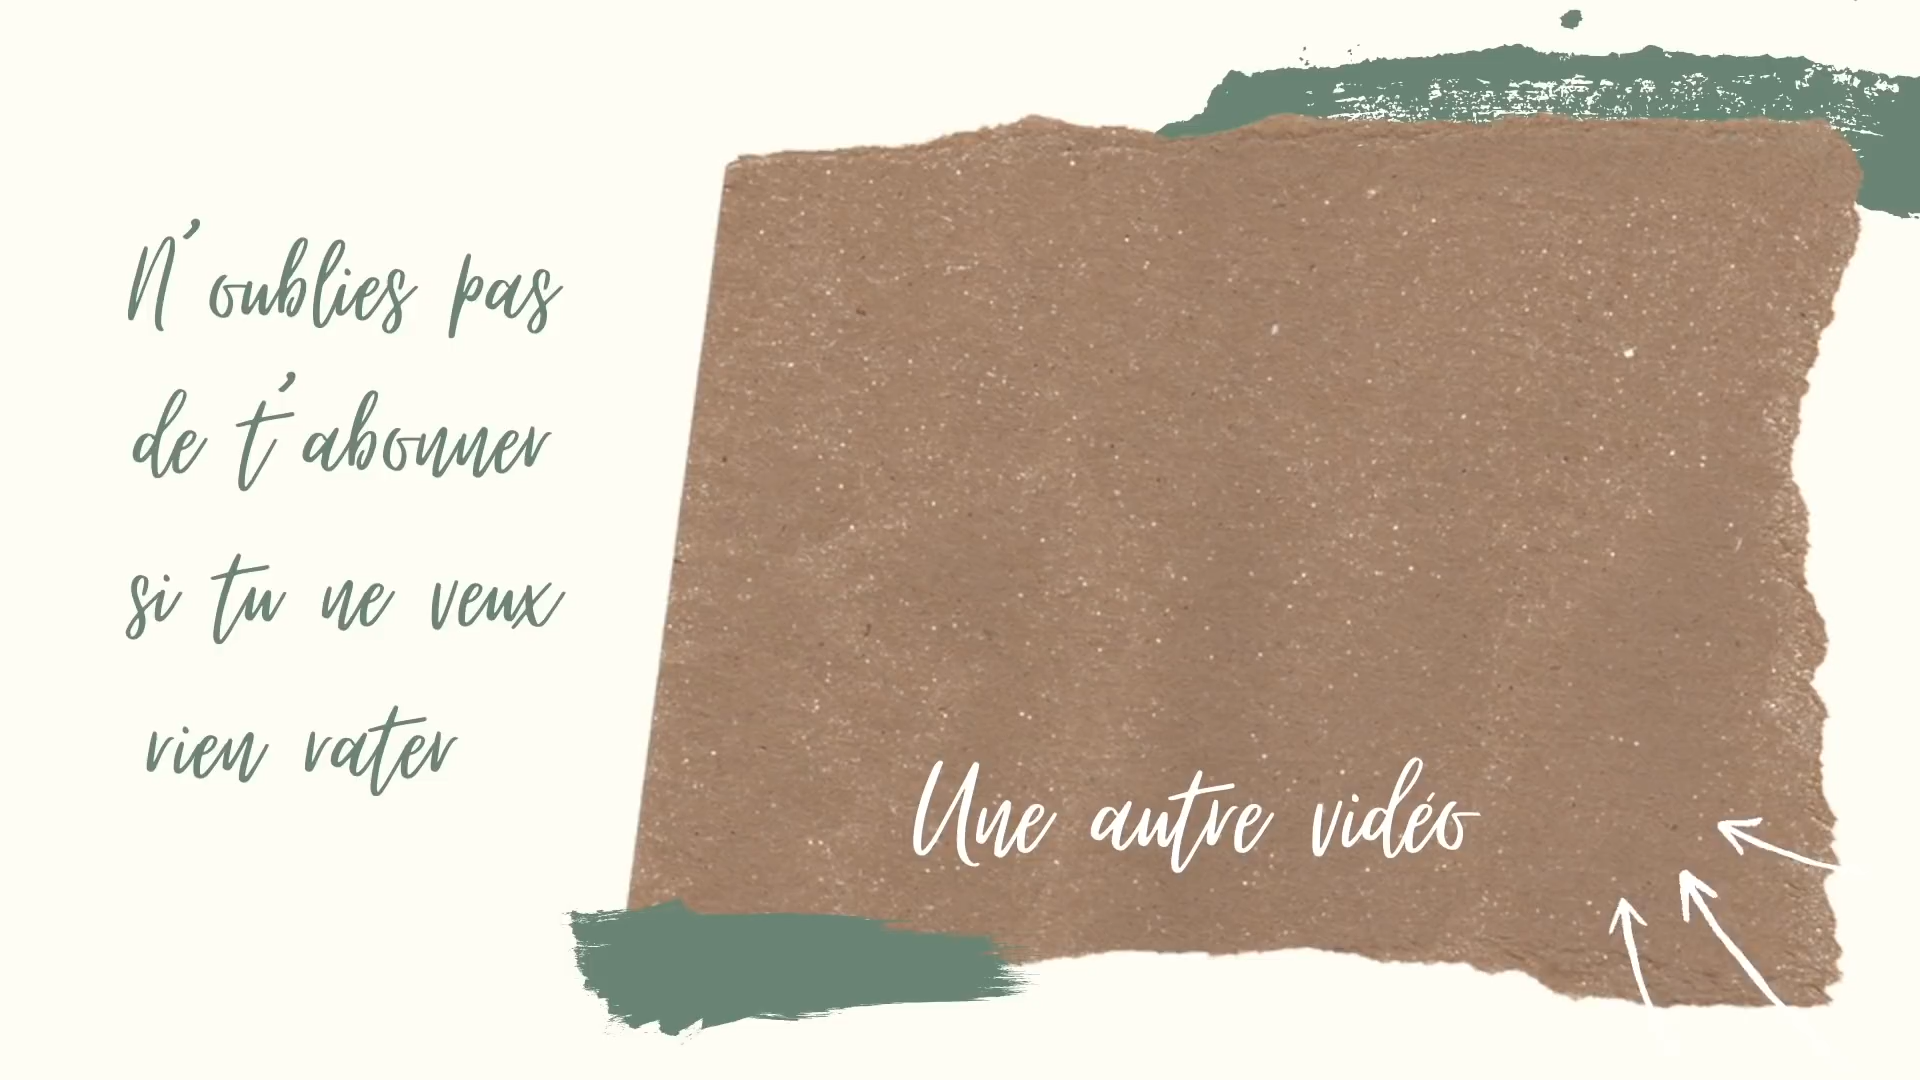 N'oublies pas
de t'abonner
si tu ne veux
rien rater
Une autre vidéo